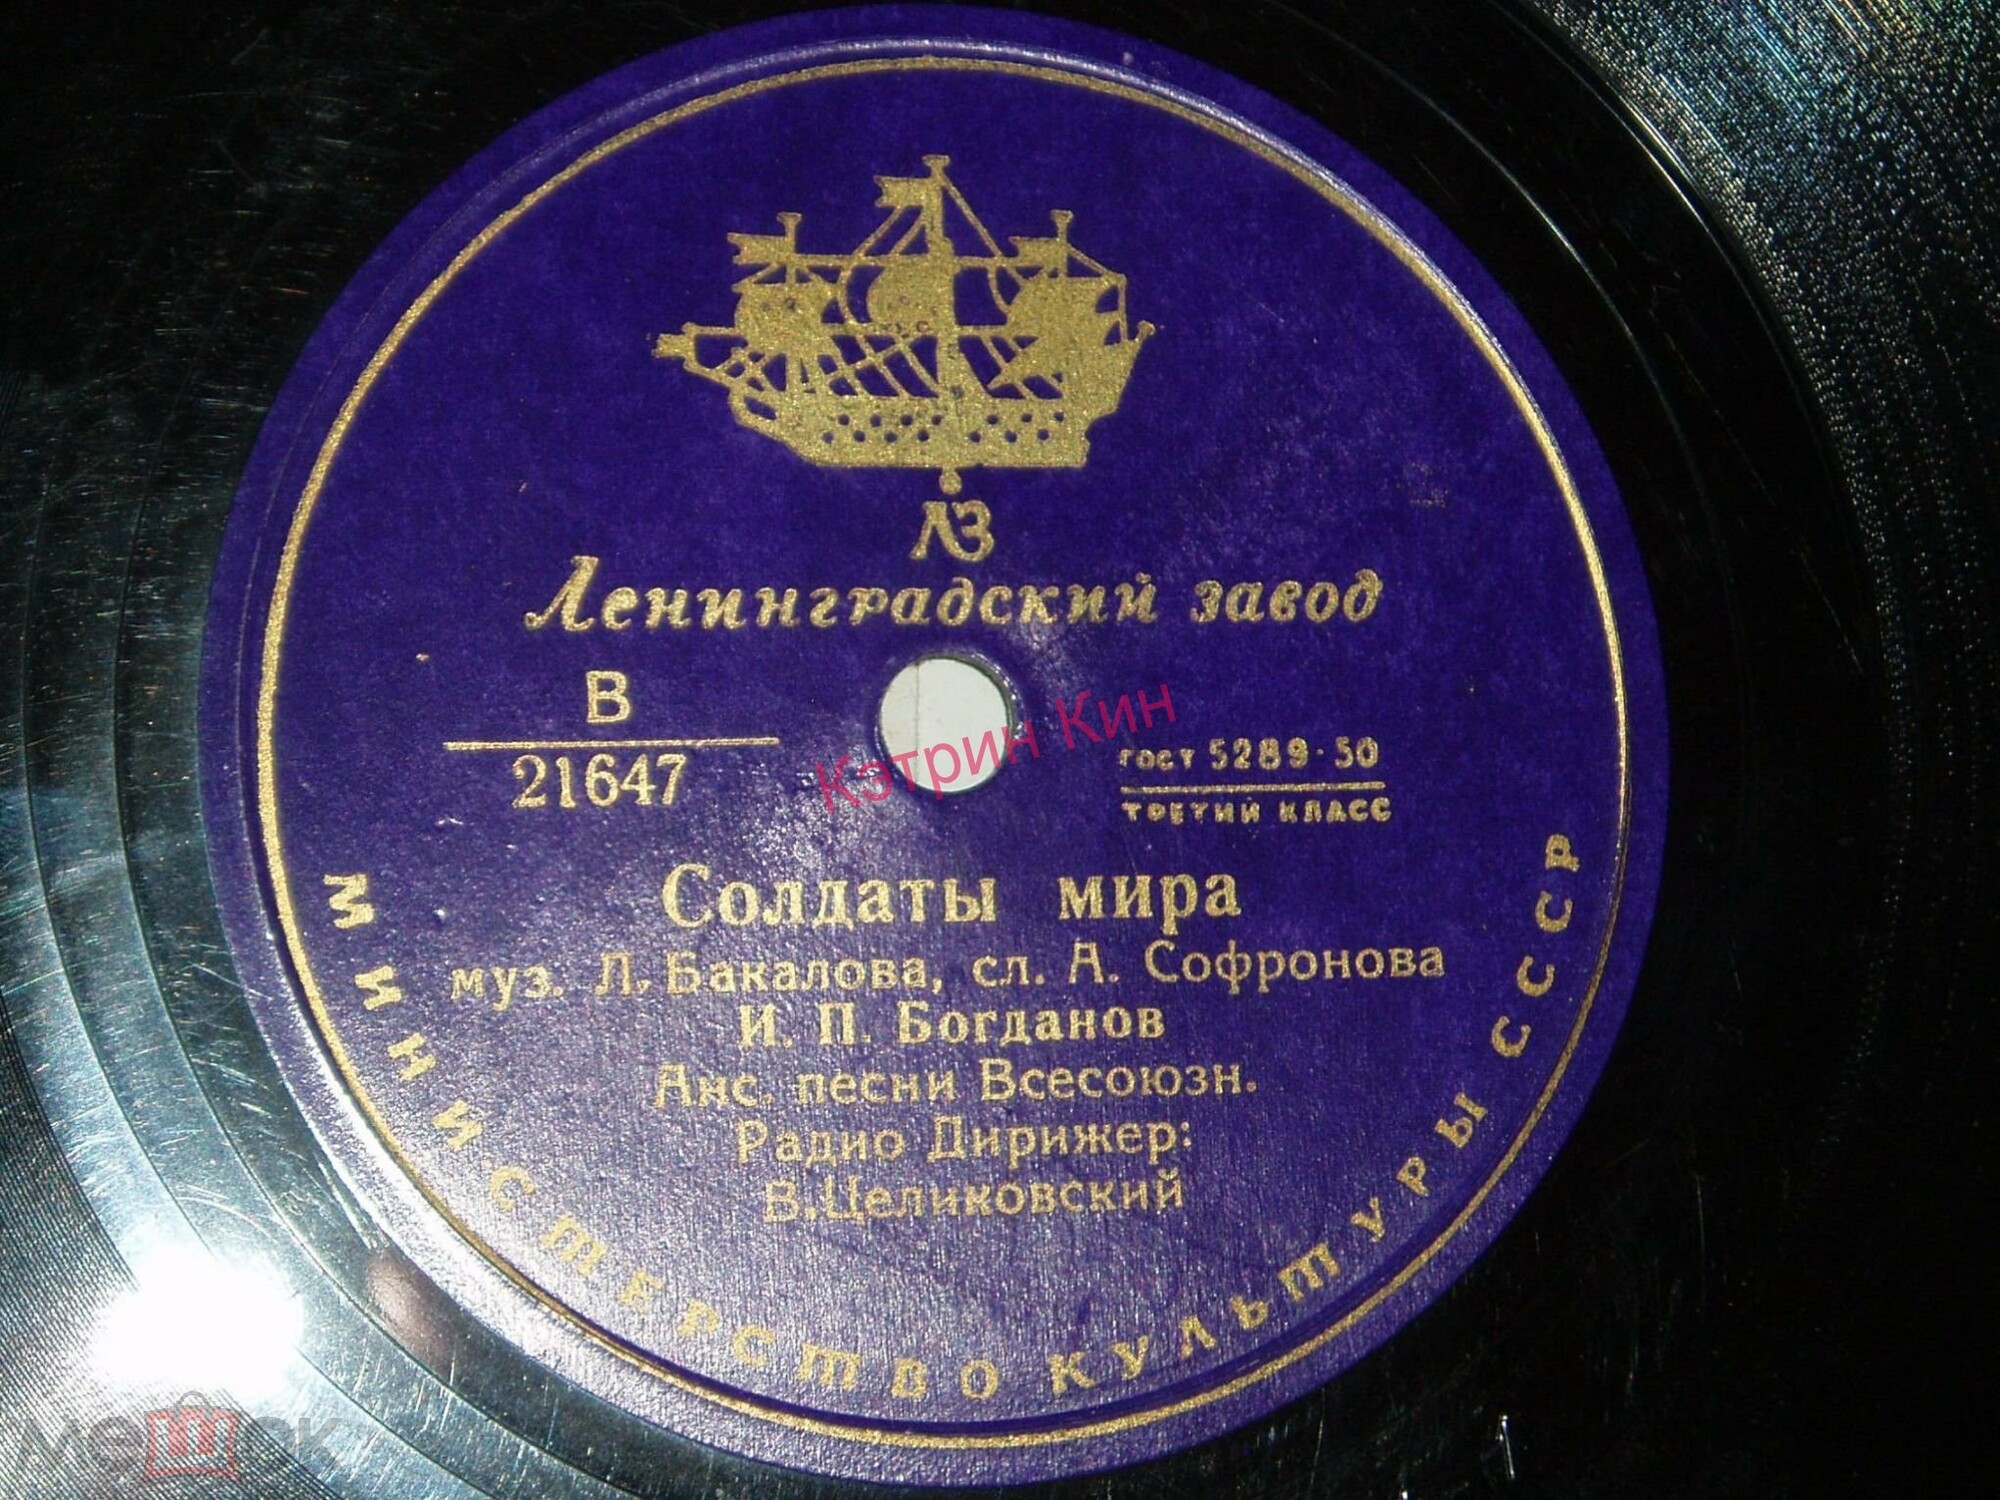 ЛЗ
Ленинградский завод
В
21647
ГОСТ 5289-50
ТРЕТИЙ КЛАСС
Кэтрин Кин
Солдаты мира
муз. Л. Бакалова, сл. А. Софронова
И. П. Богданов
Анс. песни Всесоюзн.
Радио Дирижер:
В.Целиковский
МИНИСТЕРСТВО КУЛЬТУРЫ СССР
мешок